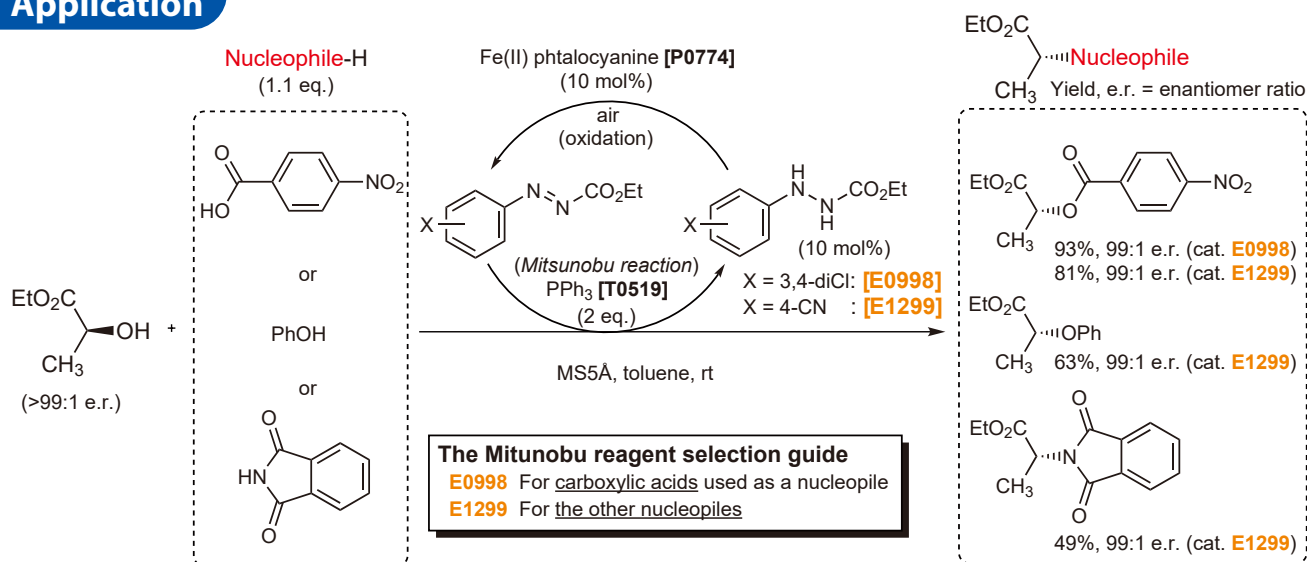 Application
Nucleophile-H
(1.1 eq.)
O
HO
NO2
or
PhOH
or
O
HN
O
EtO2C
OH
CH3
(>99:1 e.r.)
+
Fe(II) phtalocyanine [P0774]
(10 mol%)
air
(oxidation)
X
N
N
CO2Et
X
H
N
N
H
CO2Et
(10 mol%)
(Mitsunobu reaction)
PPh3 [T0519]
(2 eq.)
X = 3,4-diCl: [E0998]
X = 4-CN : [E1299]
MS5Å, toluene, rt
The Mitunobu reagent selection guide
E0998 For carboxylic acids used as a nucleopile
E1299 For the other nucleopiles
EtO2C
Nucleophile
CH3
Yield, e.r. = enantiomer ratio
EtO2C
O
O
CH3
NO2
93%, 99:1 e.r. (cat. E0998)
81%, 99:1 e.r. (cat. E1299)
EtO2C
OPh
CH3
63%, 99:1 e.r. (cat. E1299)
EtO2C
O
N
CH3
O
49%, 99:1 e.r. (cat. E1299)